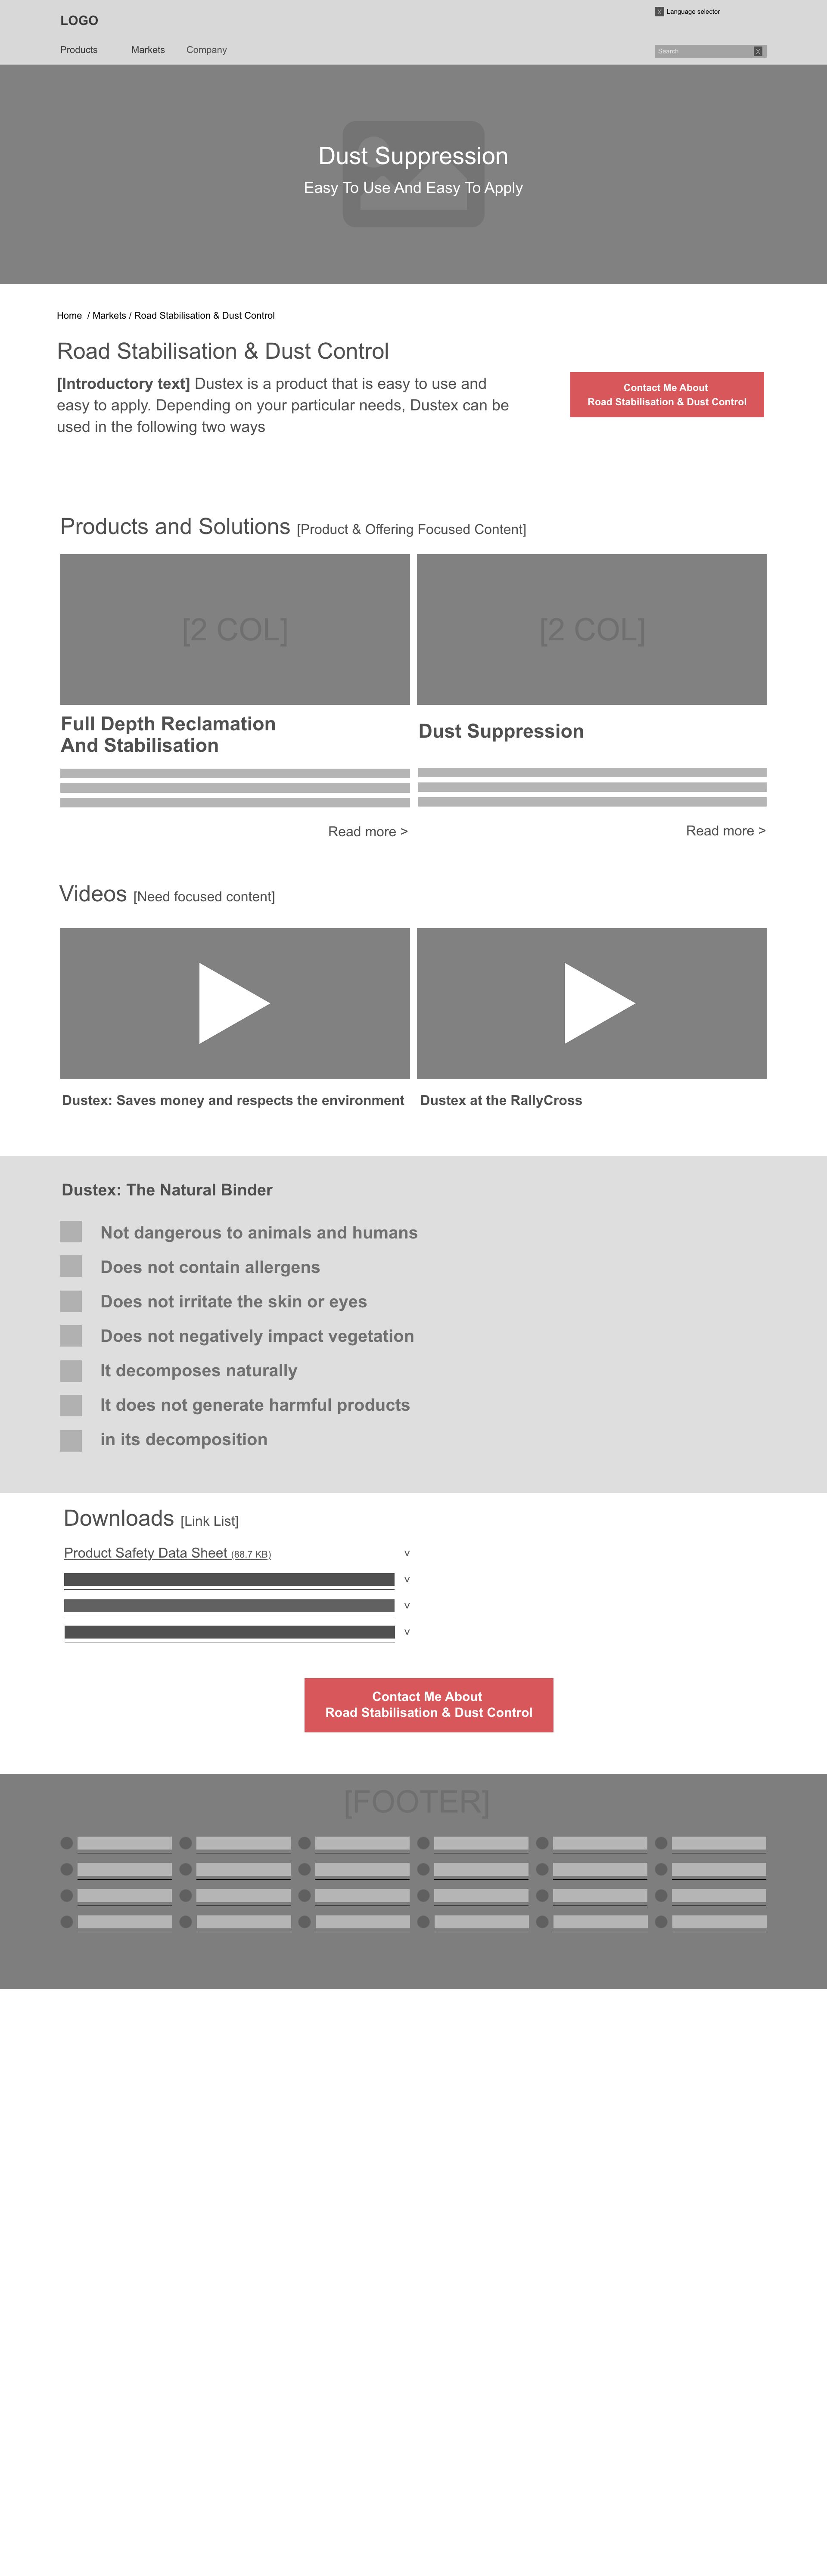 LOGO
X Language selector
Products Markets Company
Search X
Dust Suppression
Easy To Use And Easy To Apply
Home / Markets / Road Stabilisation & Dust Control
Road Stabilisation & Dust Control
[Introductory text] Dustex is a product that is easy to use and
easy to apply. Depending on your particular needs, Dustex can be
used in the following two ways
Contact Me About
Road Stabilisation & Dust Control
Products and Solutions [Product & Offering Focused Content]
[2 COL]
[2 COL]
Full Depth Reclamation
And Stabilisation
Dust Suppression
Read more >
Read more >
Videos [Need focused content]
Dustex: Saves money and respects the environment
Dustex at the RallyCross
Dustex: The Natural Binder
Not dangerous to animals and humans
Does not contain allergens
Does not irritate the skin or eyes
Does not negatively impact vegetation
It decomposes naturally
It does not generate harmful products
in its decomposition
Downloads [Link List]
Product Safety Data Sheet (88.7 KB) v
v
v
v
Contact Me About
Road Stabilisation & Dust Control
[FOOTER]